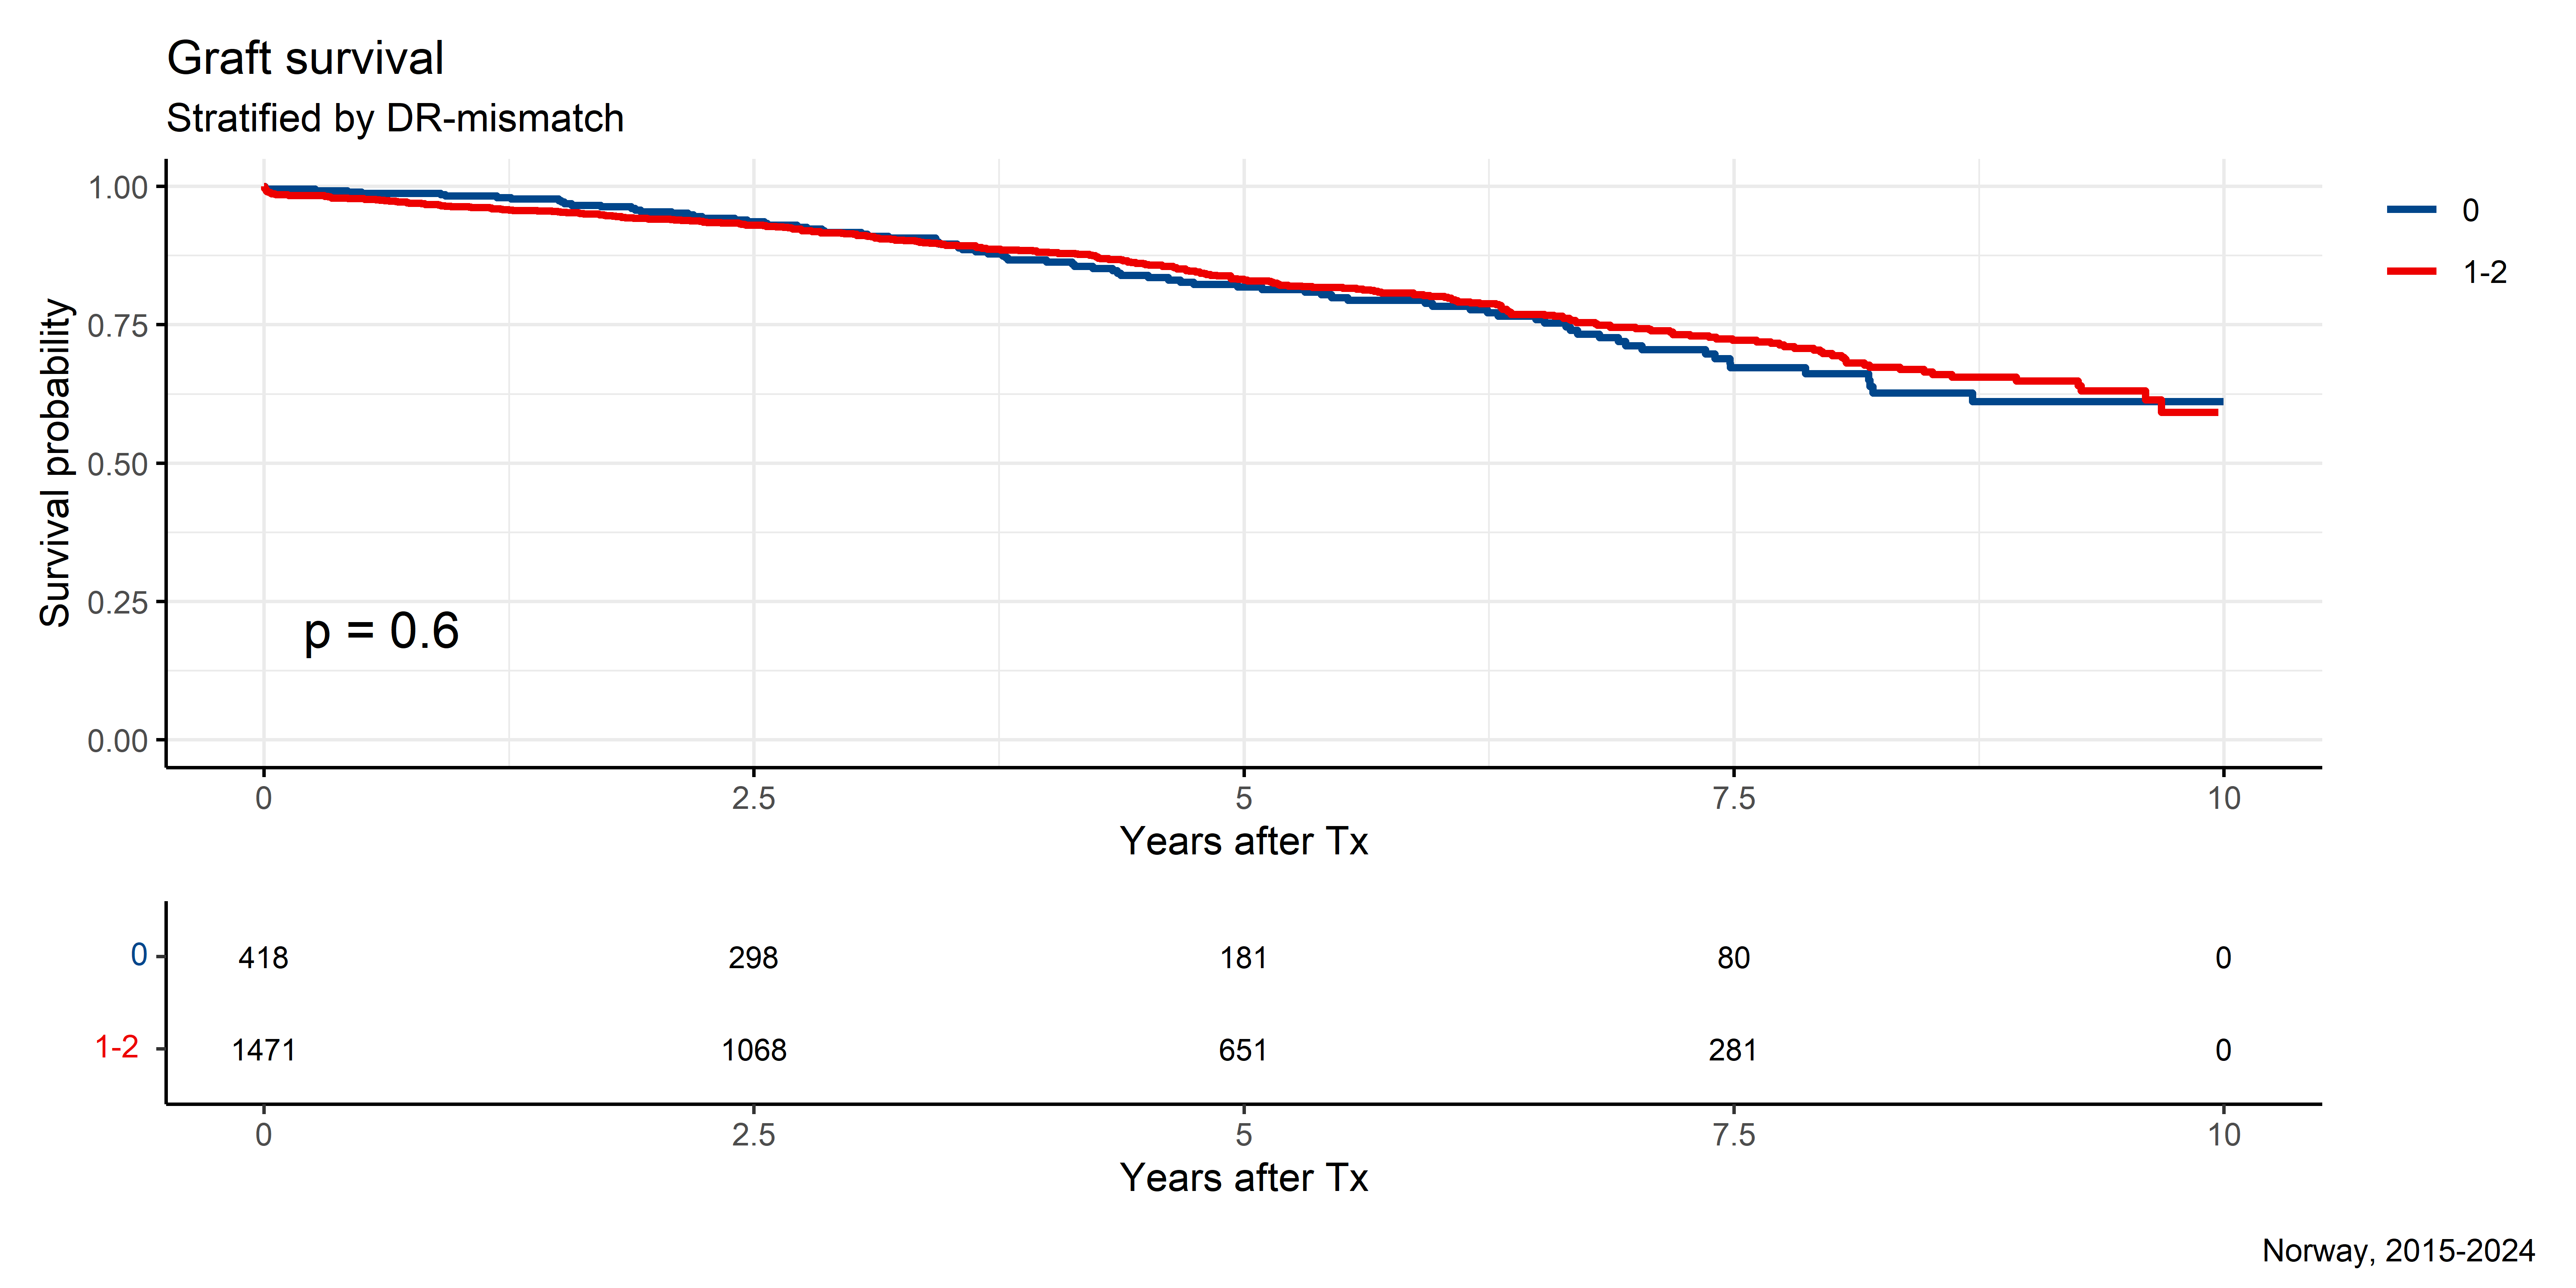 Graft survival
Stratified by DR-mismatch
Survival probability
1.00
0.75
0.50
0.25
0.00
p = 0.6
0
1-2
0 2.5 5 7.5 10
Years after Tx
0 418 298 181 80 0
1-2 1471 1068 651 281 0
0 2.5 5 7.5 10
Years after Tx
Norway, 2015-2024